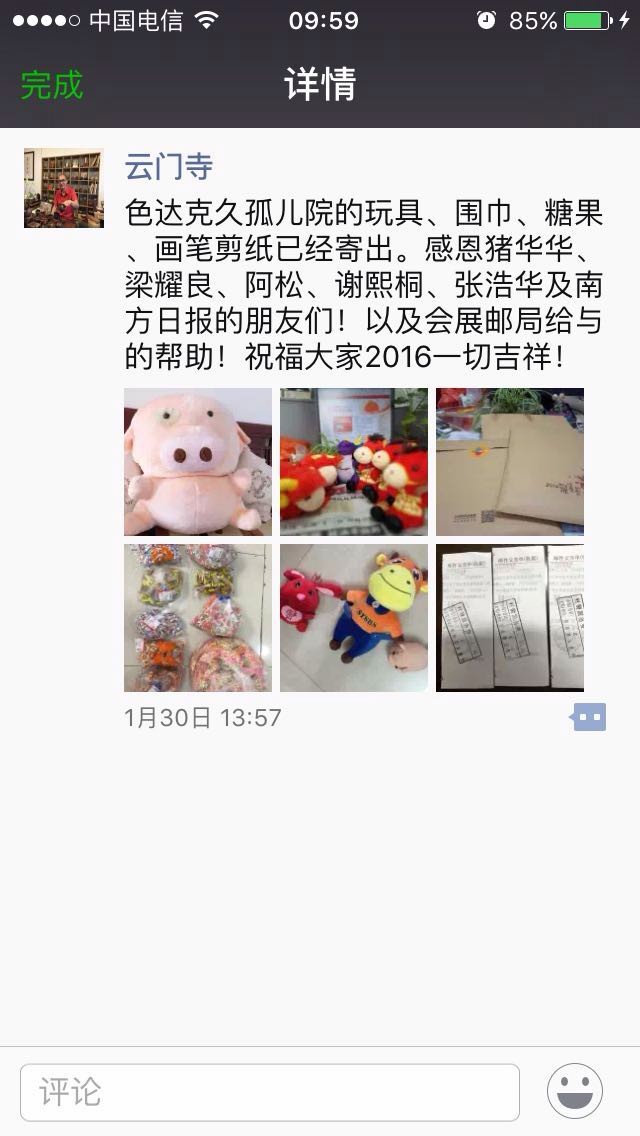 中国电信
09:59
85%
完成
详情
云门寺
色达克久孤儿院的玩具、围巾、糖果
、画笔剪纸已经寄出。感恩猪华华、
梁耀良、阿松、谢熙桐、张浩华及南
方日报的朋友们！以及会展邮局给与
的帮助！祝福大家2016一切吉祥！
1月30日 13:57
评论